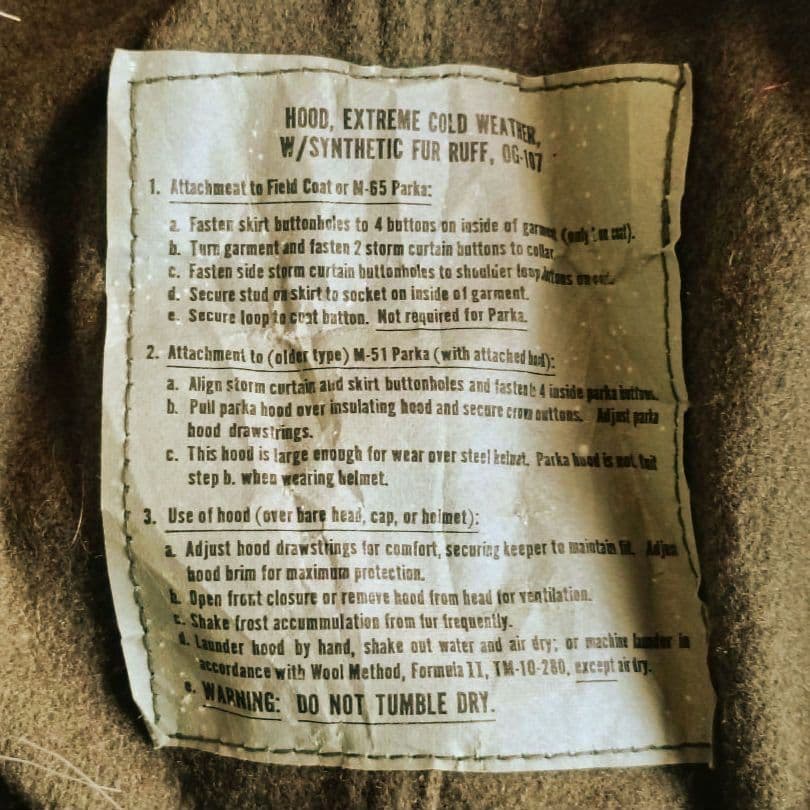 HOOD, EXTREME COLD WEATHER,
W/SYNTHETIC FUR RUFF, OG-107
1. Attachment to Field Coat or M-65 Parka:
a. Fasten skirt buttonholes to 4 buttons on inside of garment (only on coat).
b. Turn garment and fasten 2 storm curtain buttons to collar
c. Fasten side storm curtain buttonholes to shoulder loop buttons on coat.
d. Secure stud on skirt to socket on inside of garment.
e. Secure loop to coat button. Not required for Parka.
2. Attachment to (older type) M-51 Parka (with attached hood):
a. Align storm curtain and skirt buttonholes and fasten 4 inside parka buttons.
b. Pull parka hood over insulating hood and secure buttons. Adjust parka
hood drawstrings.
c. This hood is large enough for wear over steel helmet. Parka hood is not
step b. when wearing helmet.
3. Use of hood (over bare head, cap, or helmet):
a. Adjust hood drawstrings for comfort, securing keeper to maintain fit. Adjust
hood brim for maximum protection.
b. Open front closure or remove hood from head for ventilation.
c. Shake frost accummulation from fur frequently.
d. Launder hood by hand, shake out water and air dry; or machine launder in
accordance with Wool Method, Formula II, TM-10-280, except air dry.
e. WARNING: DO NOT TUMBLE DRY.